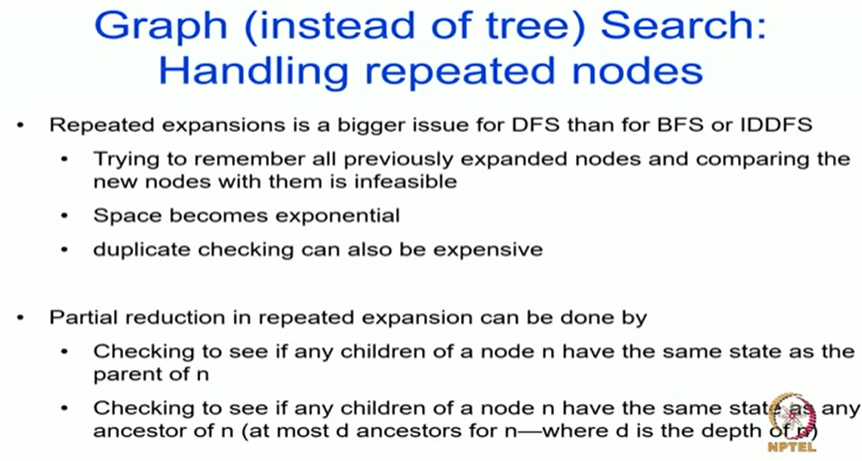 Graph (instead of tree) Search:
Handling repeated nodes
• Repeated expansions is a bigger issue for DFS than for BFS or IDDFS
• Trying to remember all previously expanded nodes and comparing the
new nodes with them is infeasible
• Space becomes exponential
• duplicate checking can also be expensive
• Partial reduction in repeated expansion can be done by
• Checking to see if any children of a node n have the same state as the
parent of n
• Checking to see if any children of a node n have the same state as any
ancestor of n (at most d ancestors for n—where d is the depth of n)
NPTEL